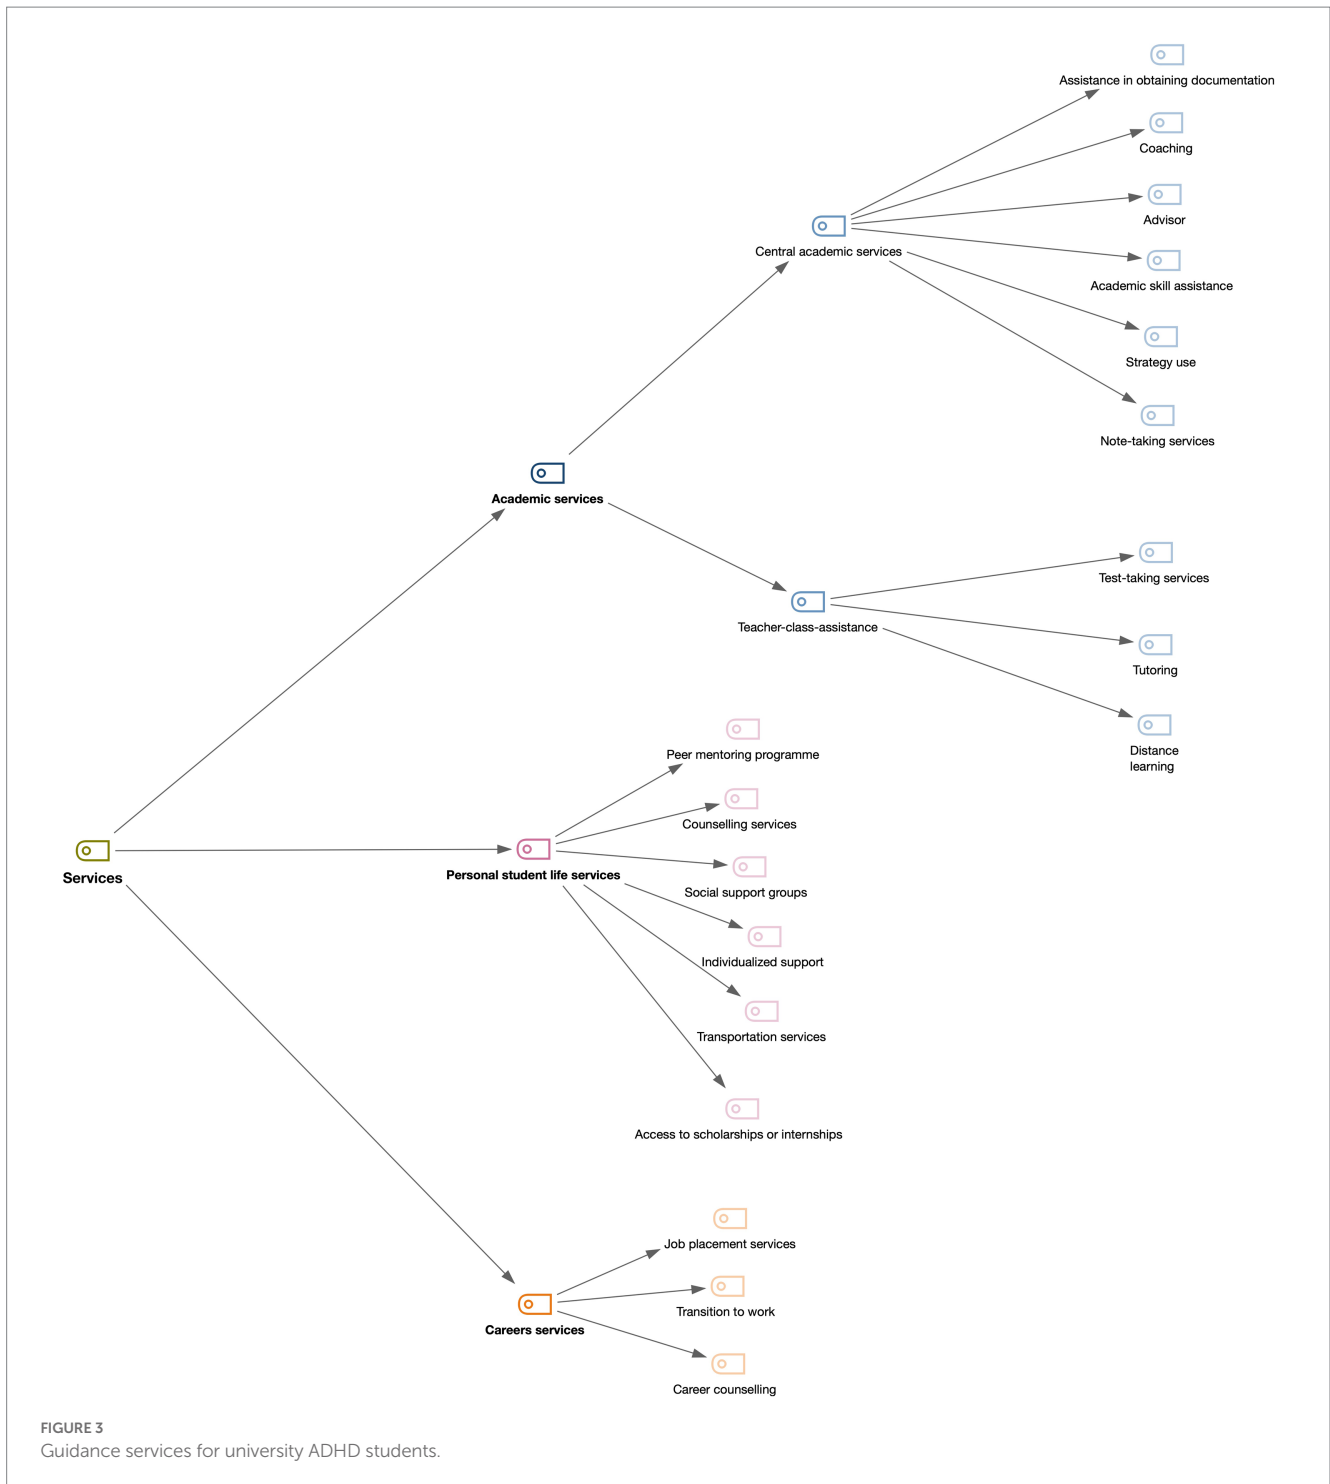 Assistance in obtaining documentation
Coaching
Advisor
Central academic services
Academic skill assistance
Strategy use
Note-taking services
Academic services
Test-taking services
Teacher-class-assistance
Tutoring
Distance
learning
Peer mentoring programme
Counselling services
Services
Personal student life services
Social support groups
Individualized support
Transportation services
Access to scholarships or internships
Job placement services
Transition to work
Careers services
Career counselling
FIGURE 3
Guidance services for university ADHD students.